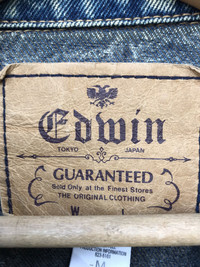 Edwin
TOKYO JAPAN
GUARANTEED
Sold Only at the Finest Stores
THE ORIGINAL CLOTHING
W L
M